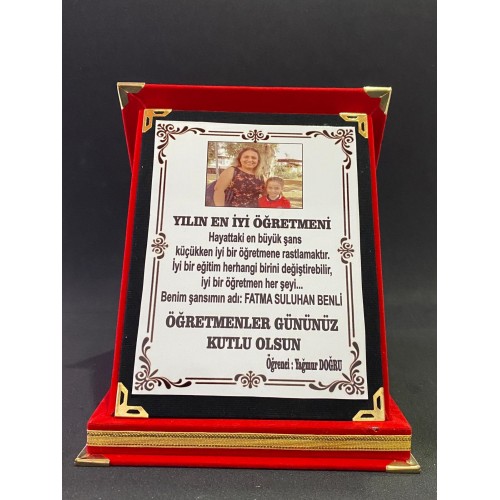 YILIN EN İYİ ÖĞRETMENİ
Hayattaki en büyük şans
küçükken iyi bir öğretmene rastlamaktır.
İyi bir eğitim herhangi birini değiştirebilir,
iyi bir öğretmen her şeyi...
Benim şansımın adı: FATMA SULUHAN BENLİ
ÖĞRETMENLER GÜNÜNÜZ
KUTLU OLSUN
Öğrenci : Yağmur DOĞRU